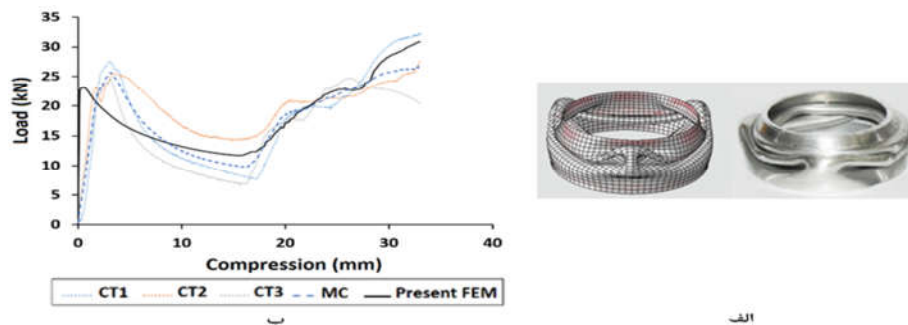 35
30
25
20
15
10
5
0
Load (kN)
0 10 20 30 40
Compression (mm)
CT1 CT2 CT3 MC Present FEM
ب
الف